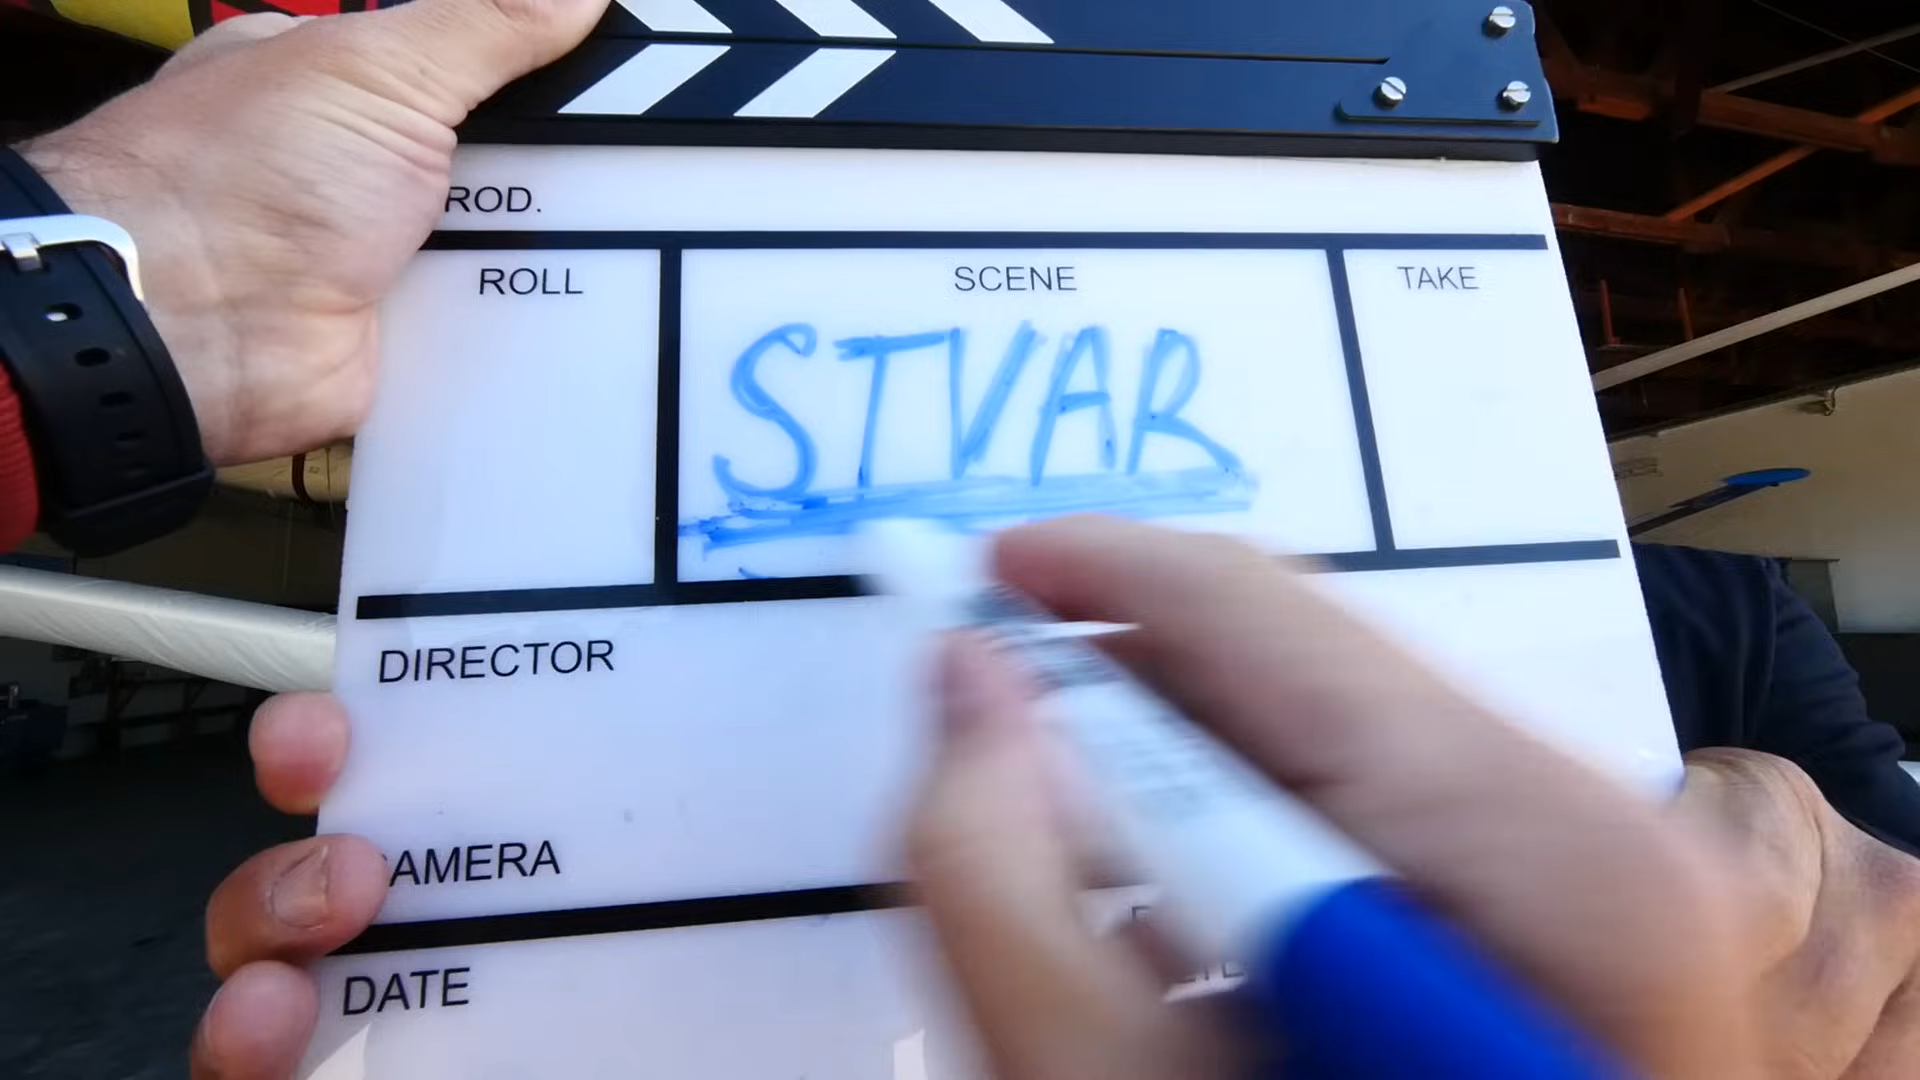 ROD.
ROLL
SCENE
TAKE
STVAR
DIRECTOR
AMERA
DATE